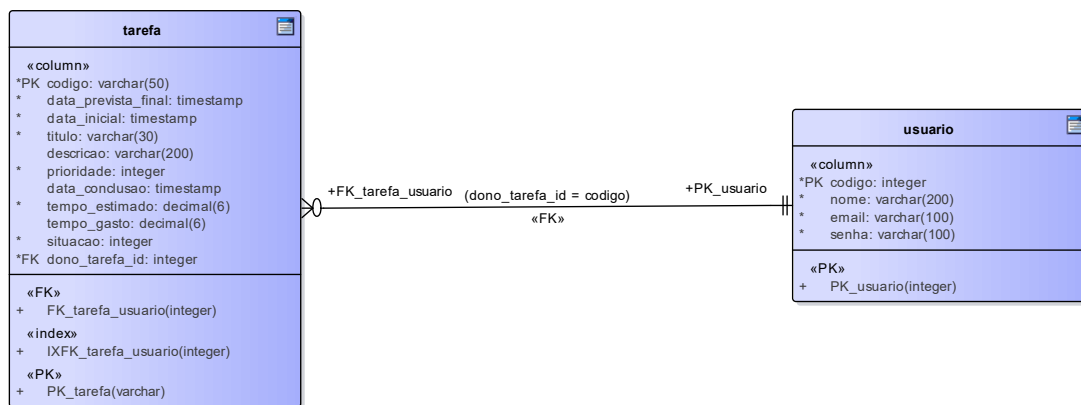 tarefa
«column»
*PK codigo: varchar(50)
* data_prevista_final: timestamp
* data_inicial: timestamp
* titulo: varchar(30)
descricao: varchar(200)
* prioridade: integer
data_conclusao: timestamp
* tempo_estimado: decimal(6)
tempo_gasto: decimal(6)
* situacao: integer
*FK dono_tarefa_id: integer
«FK»
+ FK_tarefa_usuario(integer)
«index»
+ IXFK_tarefa_usuario(integer)
«PK»
+ PK_tarefa(varchar)
+FK_tarefa_usuario
(dono_tarefa_id = codigo)
«FK»
+PK_usuario
usuario
«column»
*PK codigo: integer
* nome: varchar(200)
* email: varchar(100)
* senha: varchar(100)
«PK»
+ PK_usuario(integer)